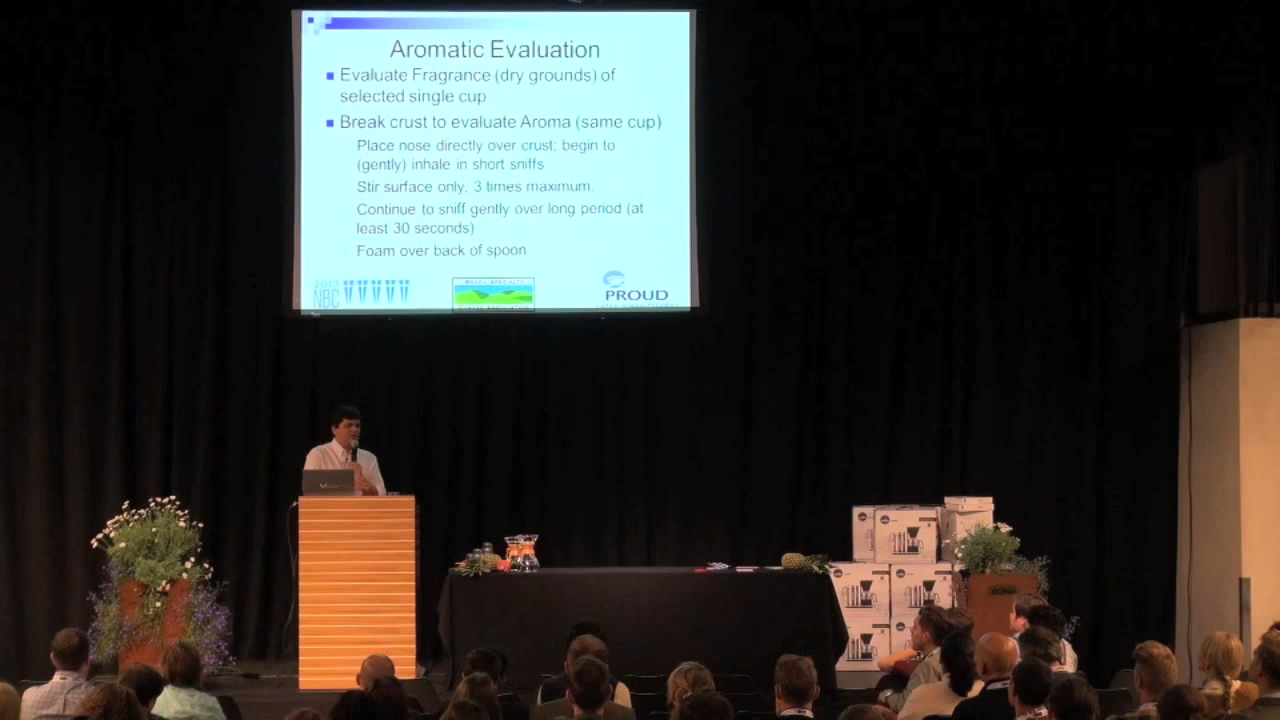 Aromatic Evaluation
Evaluate Fragrance (dry grounds) of
selected single cup
Break crust to evaluate Aroma (same cup)
Place nose directly over crust; begin to
(gently) inhale in short sniffs
Stir surface only, 3 times maximum.
Continue to sniff gently over long period (at
least 30 seconds)
Foam over back of spoon
NBC
PROUD